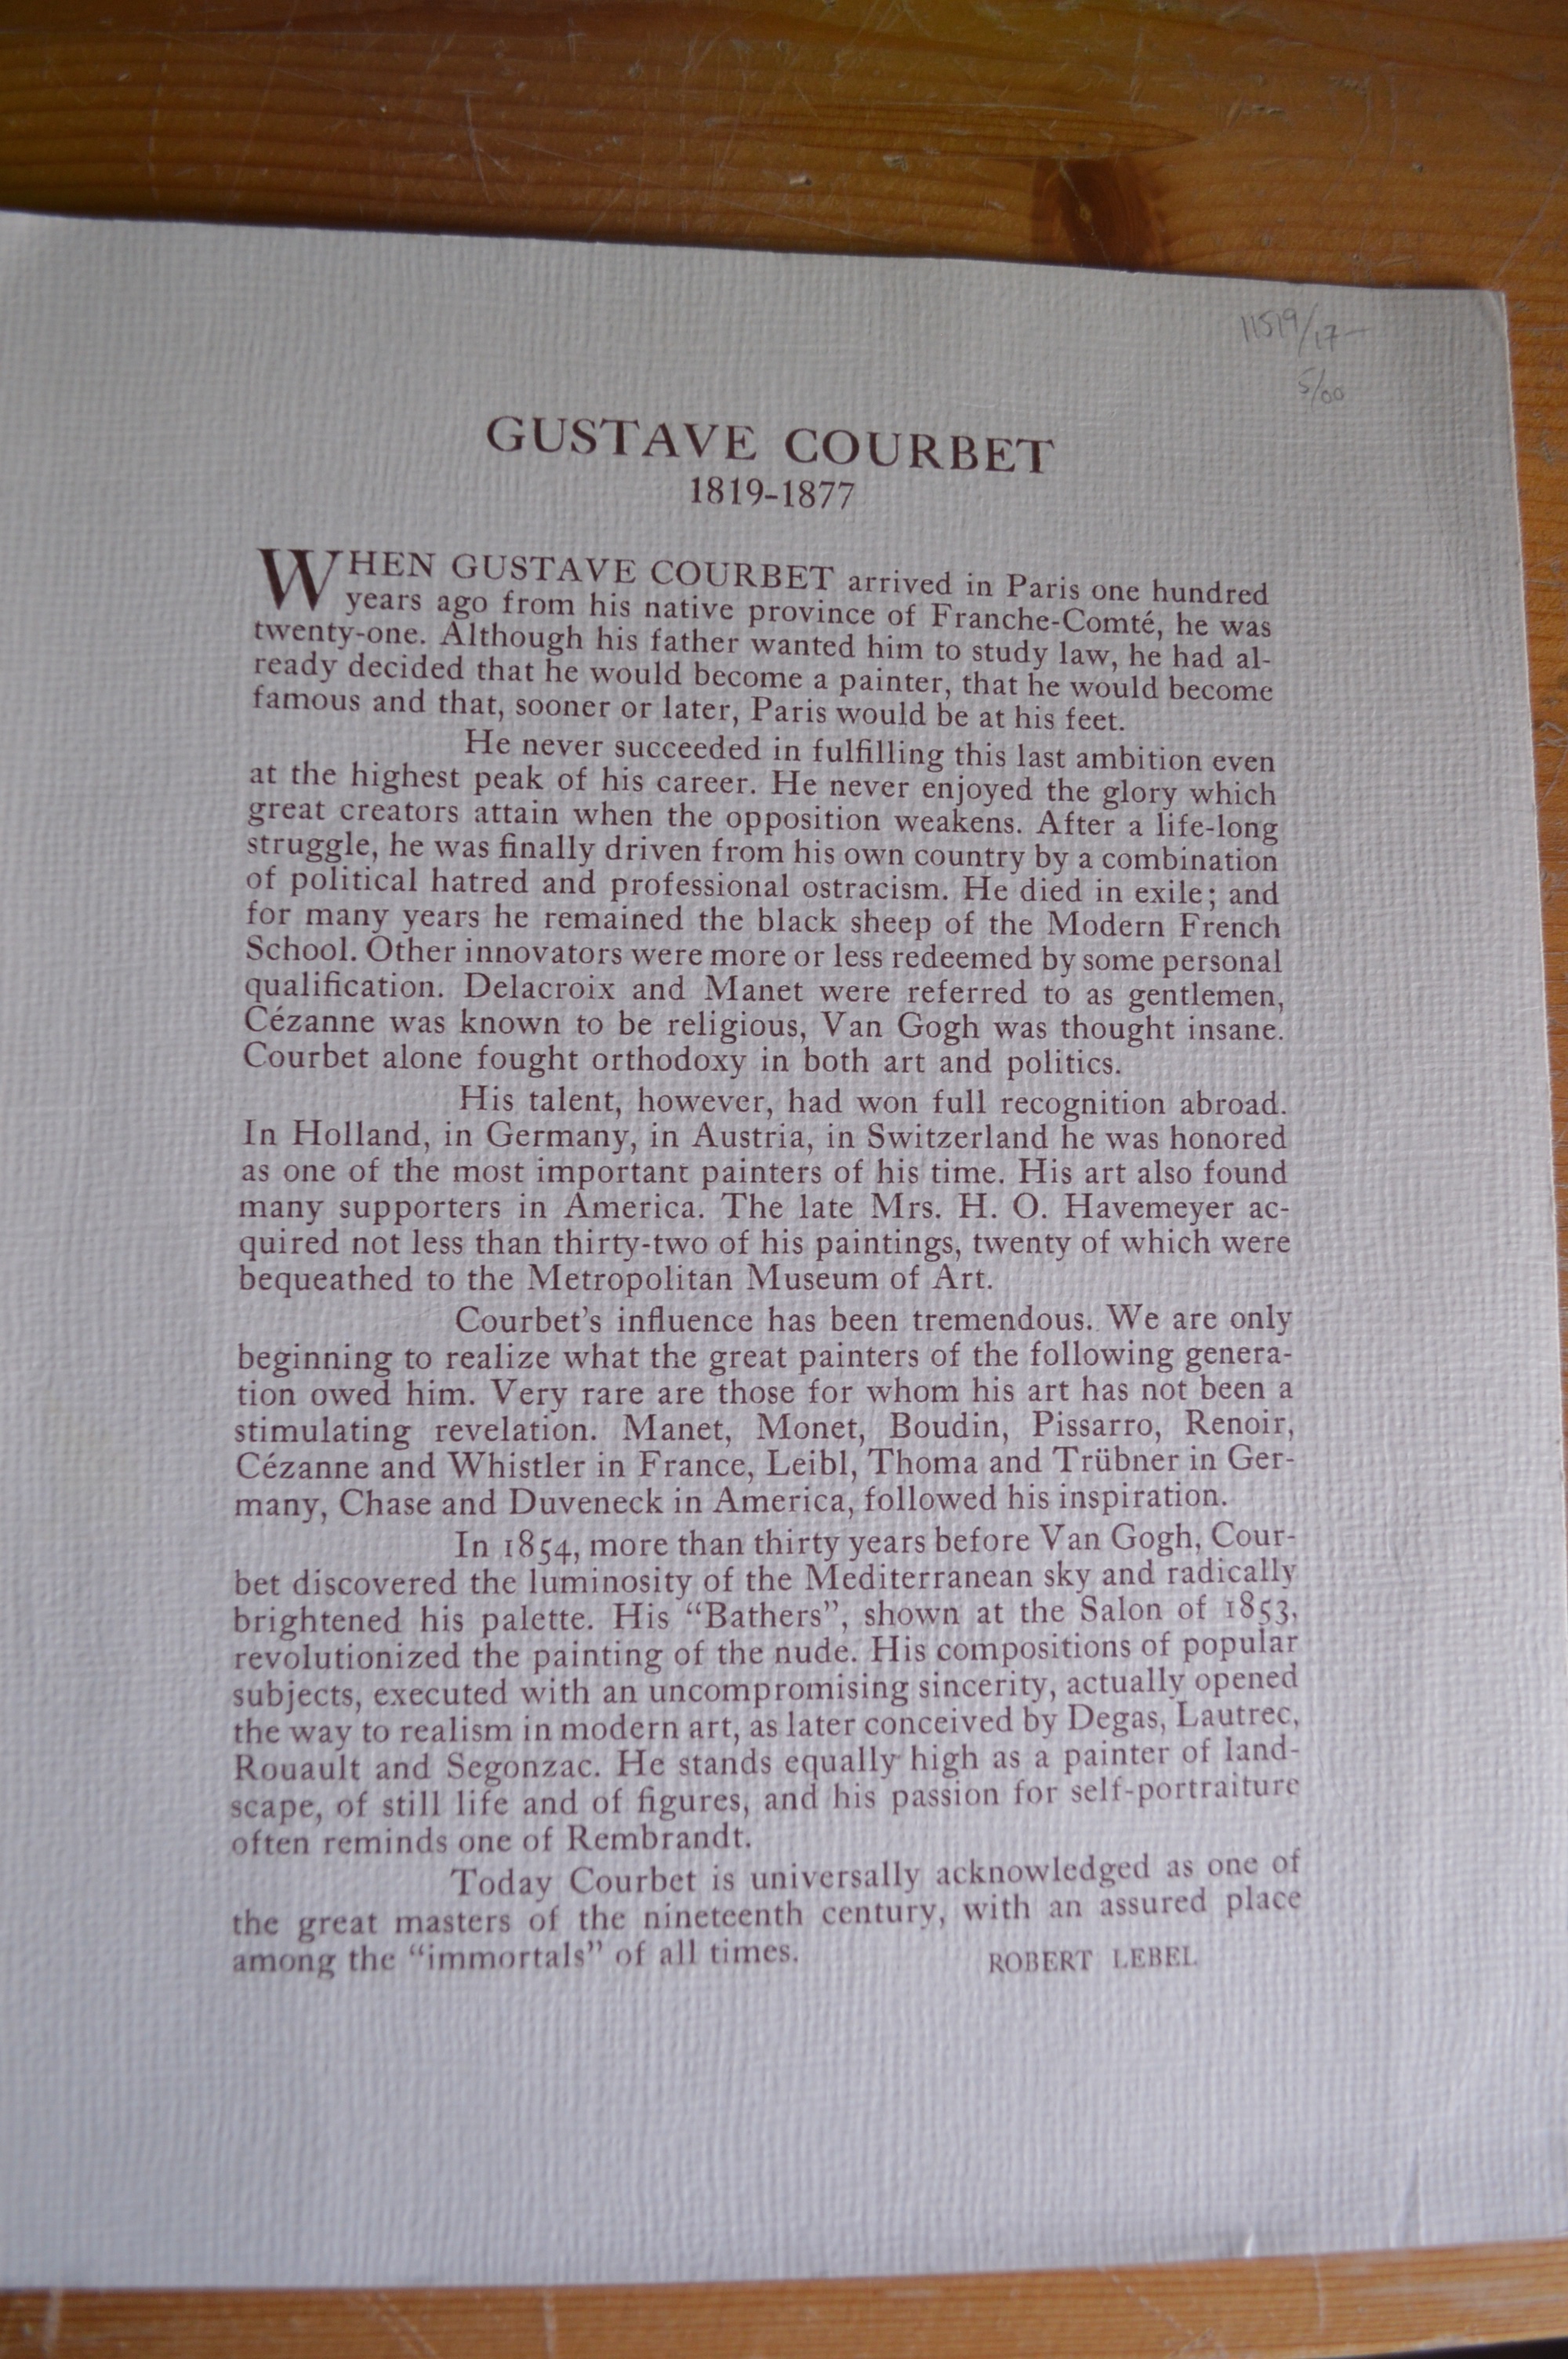 11519/17-
5/00
GUSTAVE COURBET
1819-1877
WHEN GUSTAVE COURBET arrived in Paris one hundred
years ago from his native province of Franche-Comté, he was
twenty-one. Although his father wanted him to study law, he had al-
ready decided that he would become a painter, that he would become
famous and that, sooner or later, Paris would be at his feet.
He never succeeded in fulfilling this last ambition even
at the highest peak of his career. He never enjoyed the glory which
great creators attain when the opposition weakens. After a life-long
struggle, he was finally driven from his own country by a combination
of political hatred and professional ostracism. He died in exile; and
for many years he remained the black sheep of the Modern French
School. Other innovators were more or less redeemed by some personal
qualification. Delacroix and Manet were referred to as gentlemen,
Cézanne was known to be religious, Van Gogh was thought insane.
Courbet alone fought orthodoxy in both art and politics.
His talent, however, had won full recognition abroad.
In Holland, in Germany, in Austria, in Switzerland he was honored
as one of the most important painters of his time. His art also found
many supporters in America. The late Mrs. H. O. Havemeyer ac-
quired not less than thirty-two of his paintings, twenty of which were
bequeathed to the Metropolitan Museum of Art.
Courbet's influence has been tremendous. We are only
beginning to realize what the great painters of the following genera-
tion owed him. Very rare are those for whom his art has not been a
stimulating revelation. Manet, Monet, Boudin, Pissarro, Renoir,
Cézanne and Whistler in France, Leibl, Thoma and Trübner in Ger-
many, Chase and Duveneck in America, followed his inspiration.
In 1854, more than thirty years before Van Gogh, Cour-
bet discovered the luminosity of the Mediterranean sky and radically
brightened his palette. His “Bathers”, shown at the Salon of 1853,
revolutionized the painting of the nude. His compositions of popular
subjects, executed with an uncompromising sincerity, actually opened
the way to realism in modern art, as later conceived by Degas, Lautrec,
Rouault and Segonzac. He stands equally high as a painter of land-
scape, of still life and of figures, and his passion for self-portraiture
often reminds one of Rembrandt.
Today Courbet is universally acknowledged as one of
the great masters of the nineteenth century, with an assured place
among the “immortals” of all times. ROBERT LEBEL